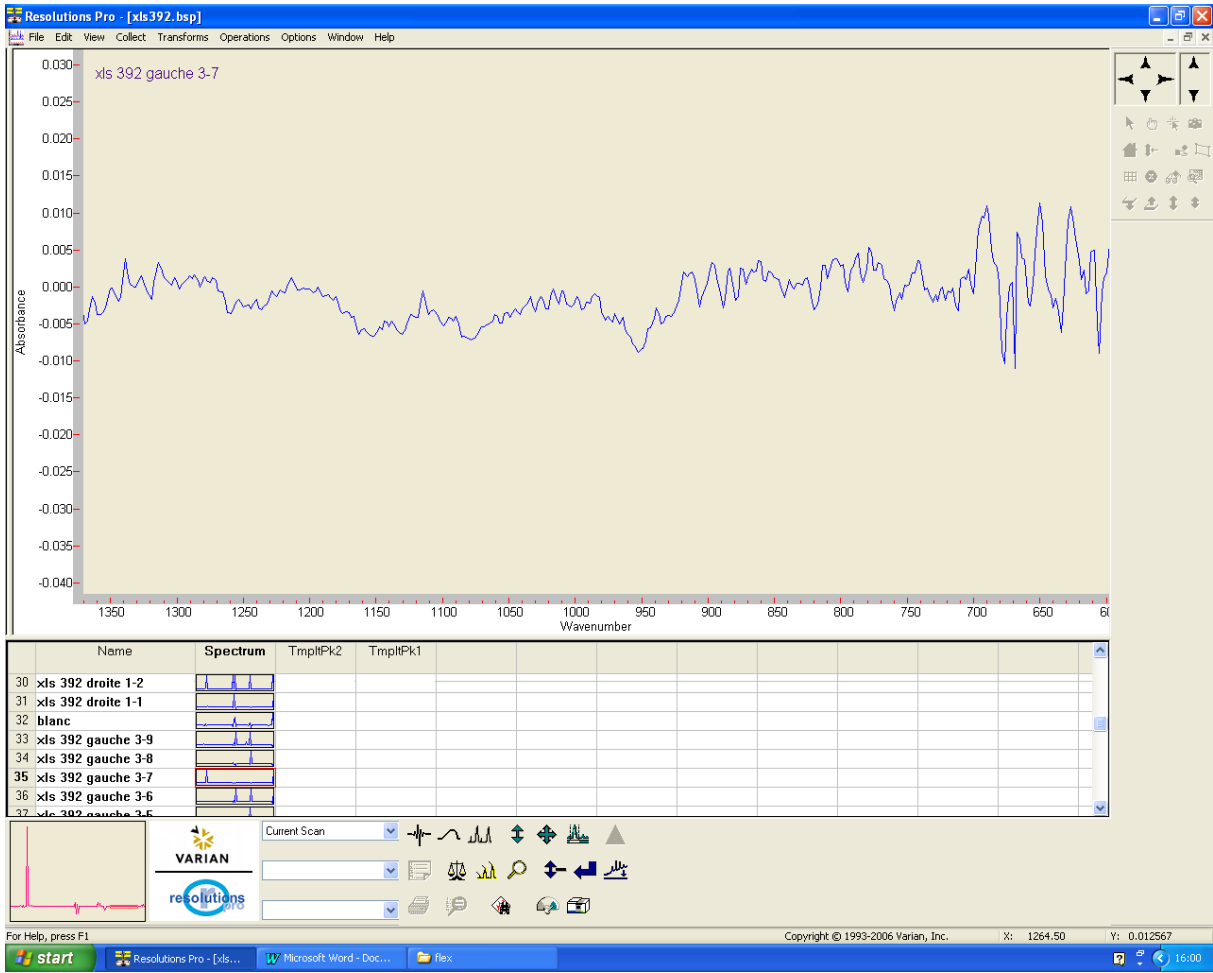 Resolutions Pro - [xls392.bsp]
File Edit View Collect Transforms Operations Options Window Help
xls 392 gauche 3-7
0.030
0.025
0.020
0.015
0.010
0.005
0.000
-0.005
-0.010
-0.015
-0.020
-0.025
-0.030
-0.035
-0.040
Absorbance
1350 1300 1250 1200 1150 1100 1050 1000 950 900 850 800 750 700 650 60
Wavenumber
Name Spectrum TmpltPk2 TmpltPk1
30 xls 392 droite 1-2
31 xls 392 droite 1-1
32 blanc
33 xls 392 gauche 3-9
34 xls 392 gauche 3-8
35 xls 392 gauche 3-7
36 xls 392 gauche 3-6
37 xls 392 gauche 3-5
VARIAN
resolutions
pro
Current Scan
For Help, press F1
Copyright © 1993-2006 Varian, Inc. X: 1264.50 Y: 0.012567
start Resolutions Pro - [xls... Microsoft Word - Doc... flex 16:00